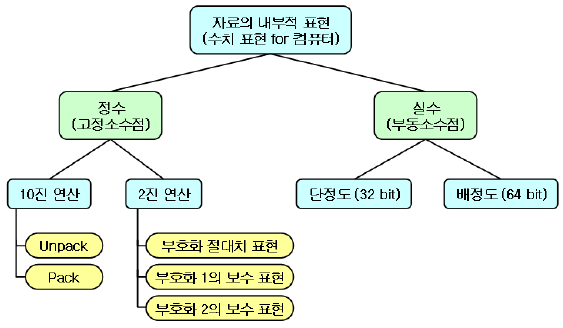 자료의 내부적 표현
(수치 표현 for 컴퓨터)
정수
(고정소수점)
실수
(부동소수점)
10진 연산
2진 연산
단정도 (32 bit)
배정도 (64 bit)
Unpack
부호화 절대치 표현
Pack
부호화 1의 보수 표현
부호화 2의 보수 표현